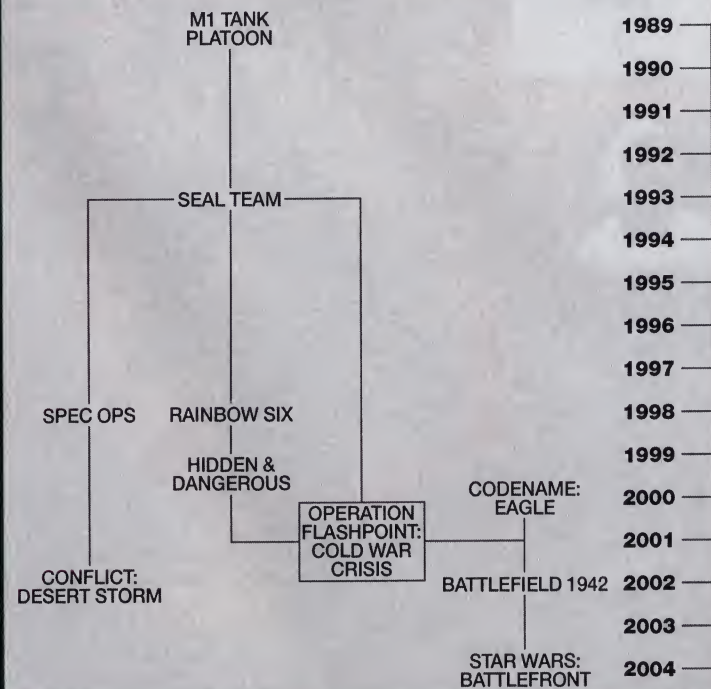 M1 TANK
PLATOON
SEAL TEAM
SPEC OPS
RAINBOW SIX
HIDDEN &
DANGEROUS
OPERATION
FLASHPOINT:
COLD WAR
CRISIS
CODENAME:
EAGLE
CONFLICT:
DESERT STORM
BATTLEFIELD 1942
STAR WARS:
BATTLEFRONT
1989
1990
1991
1992
1993
1994
1995
1996
1997
1998
1999
2000
2001
2002
2003
2004